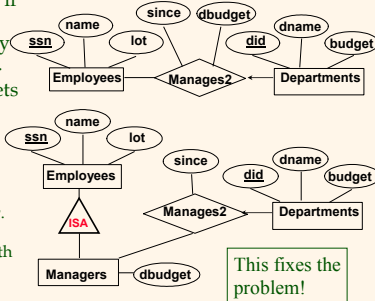 since
dbudget
name
ssn
lot
did
dname
budget
Employees
Manages2
Departments
name
ssn
lot
since
did
dname
budget
Employees
Manages2
Departments
ISA
Managers
dbudget
This fixes the
problem!